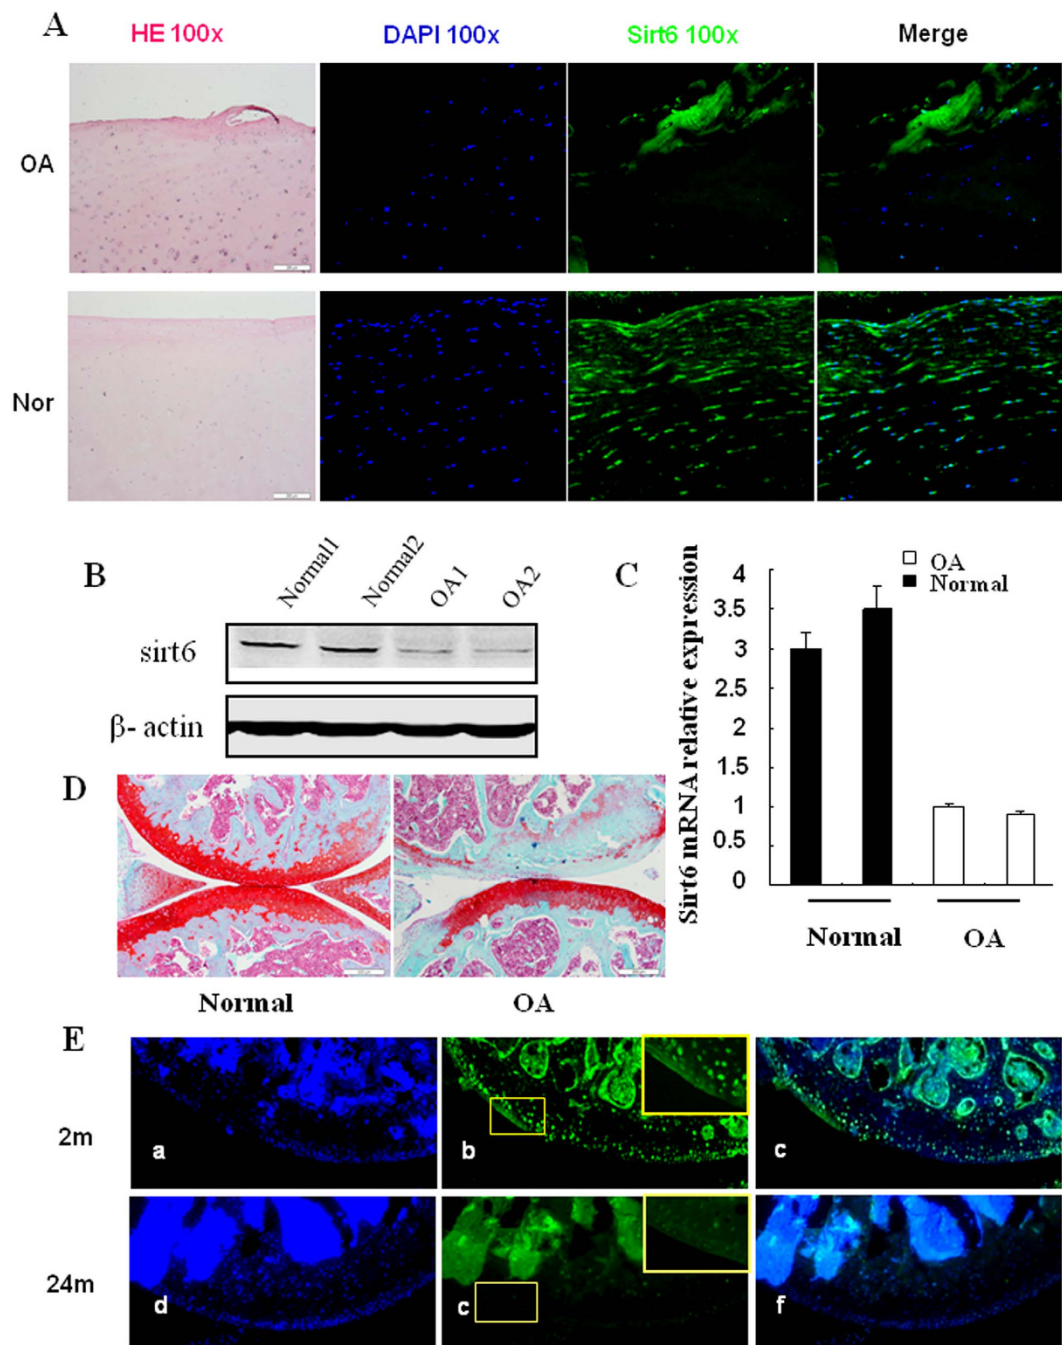 A
HE 100x DAPI 100x Sirt6 100x Merge
OA
Nor
B
Normal1 Normal2 OA1 OA2
sirt6
β- actin
C
OA
Normal
Sirt6 mRNA relative expression
4
3.5
3
2.5
2
1.5
1
0.5
0
Normal OA
D
Normal OA
E
2m
a b c
24m
d c f